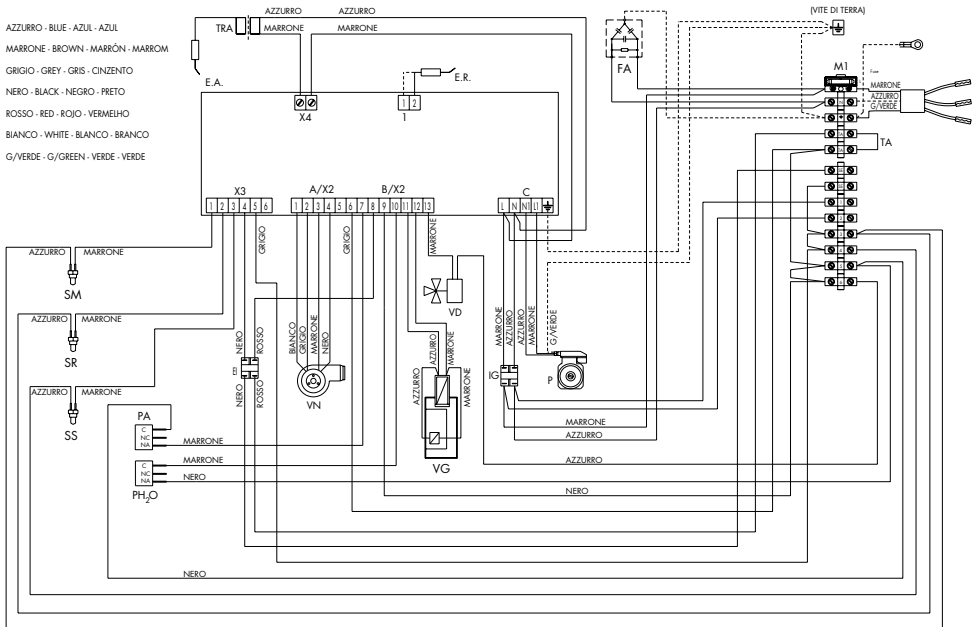 AZZURRO - BLUE - AZUL - AZUL
MARRONE - BROWN - MARRÓN - MARROM
GRIGIO - GREY - GRIS - CINZENTO
NERO - BLACK - NEGRO - PRETO
ROSSO - RED - ROJO - VERMELHO
BIANCO - WHITE - BLANCO - BRANCO
G/VERDE - G/GREEN - VERDE - VERDE
AZZURRO AZZURRO
TRA MARRONE MARRONE
E.A.
E.R.
X4
1 2
1
(VITE DI TERRA)
FA
M1
MARRONE
AZZURRO
G/VERDE
TA
X3 A/X2 B/X2 C
1 2 3 4 5 6
1 2 3 4 5 6 7 8 9 10 11 12 13
L N N1 L1
GRIGIO
GRIGIO
MARRONE
AZZURRO MARRONE
SM
AZZURRO MARRONE
SR
AZZURRO MARRONE
SS
NERO
ROSSO
NERO
ROSSO
BIANCO
GRIGIO
MARRONE
NERO
VN
VD
AZZURRO
MARRONE
AZZURRO
MARRONE
VG
MARRONE
AZZURRO
AZZURRO
MARRONE
G/VERDE
IG
P
PA
C
NC
NA
MARRONE
MARRONE
AZZURRO
MARRONE
AZZURRO
C
NC
NA
NERO
PH2O
NERO
NERO